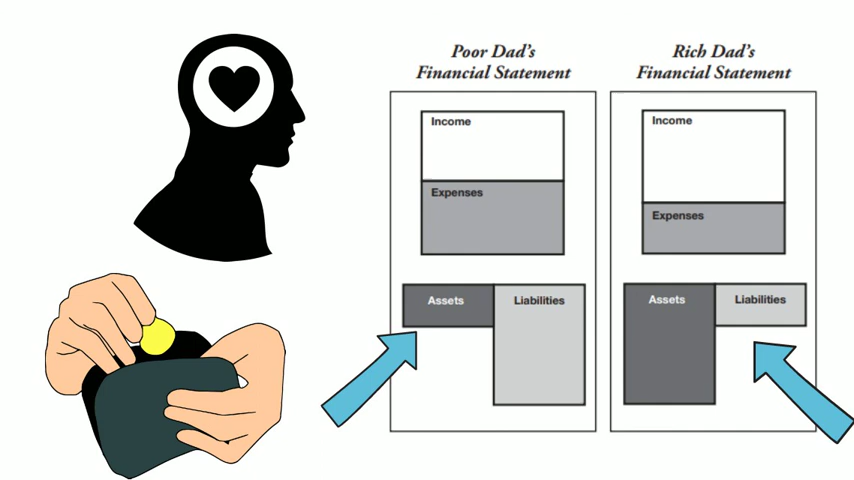 Poor Dad's
Financial Statement
Income
Expenses
Assets
Liabilities
Rich Dad's
Financial Statement
Income
Expenses
Assets
Liabilities